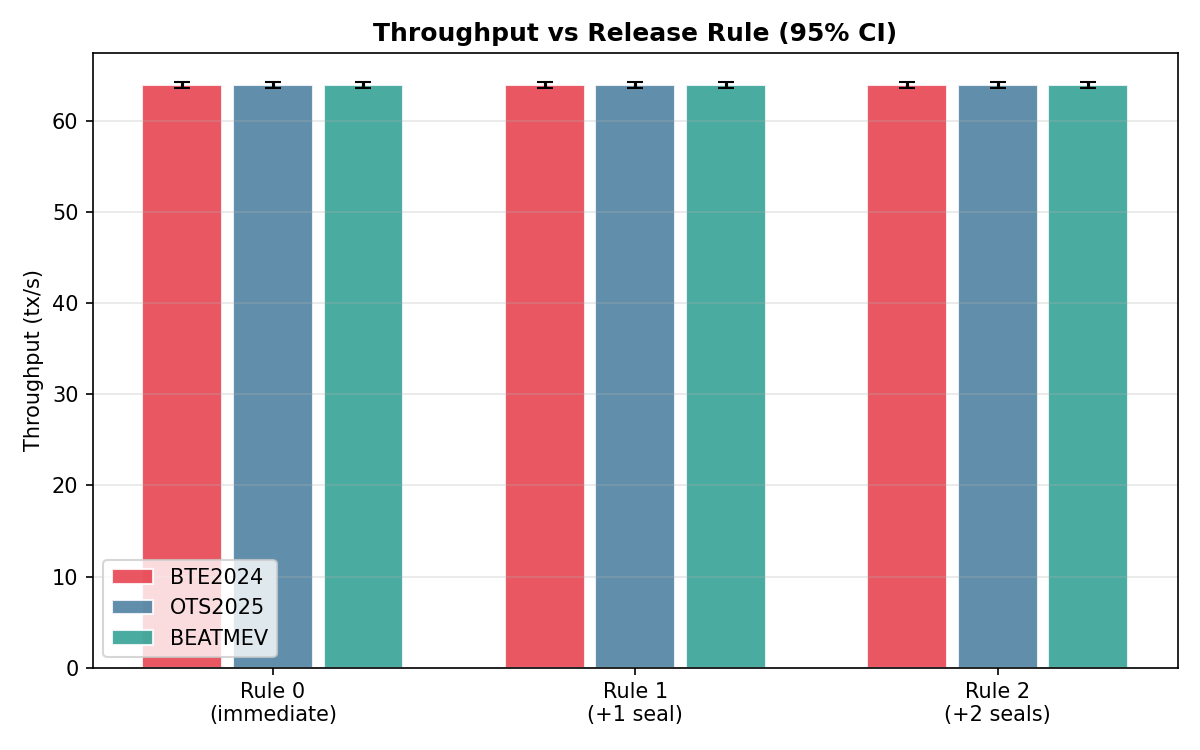 Throughput vs Release Rule (95% CI)
Throughput (tx/s)
60
50
40
30
20
10
0
BTE2024
OTS2025
BEATMEV
Rule 0
(immediate)
Rule 1
(+1 seal)
Rule 2
(+2 seals)